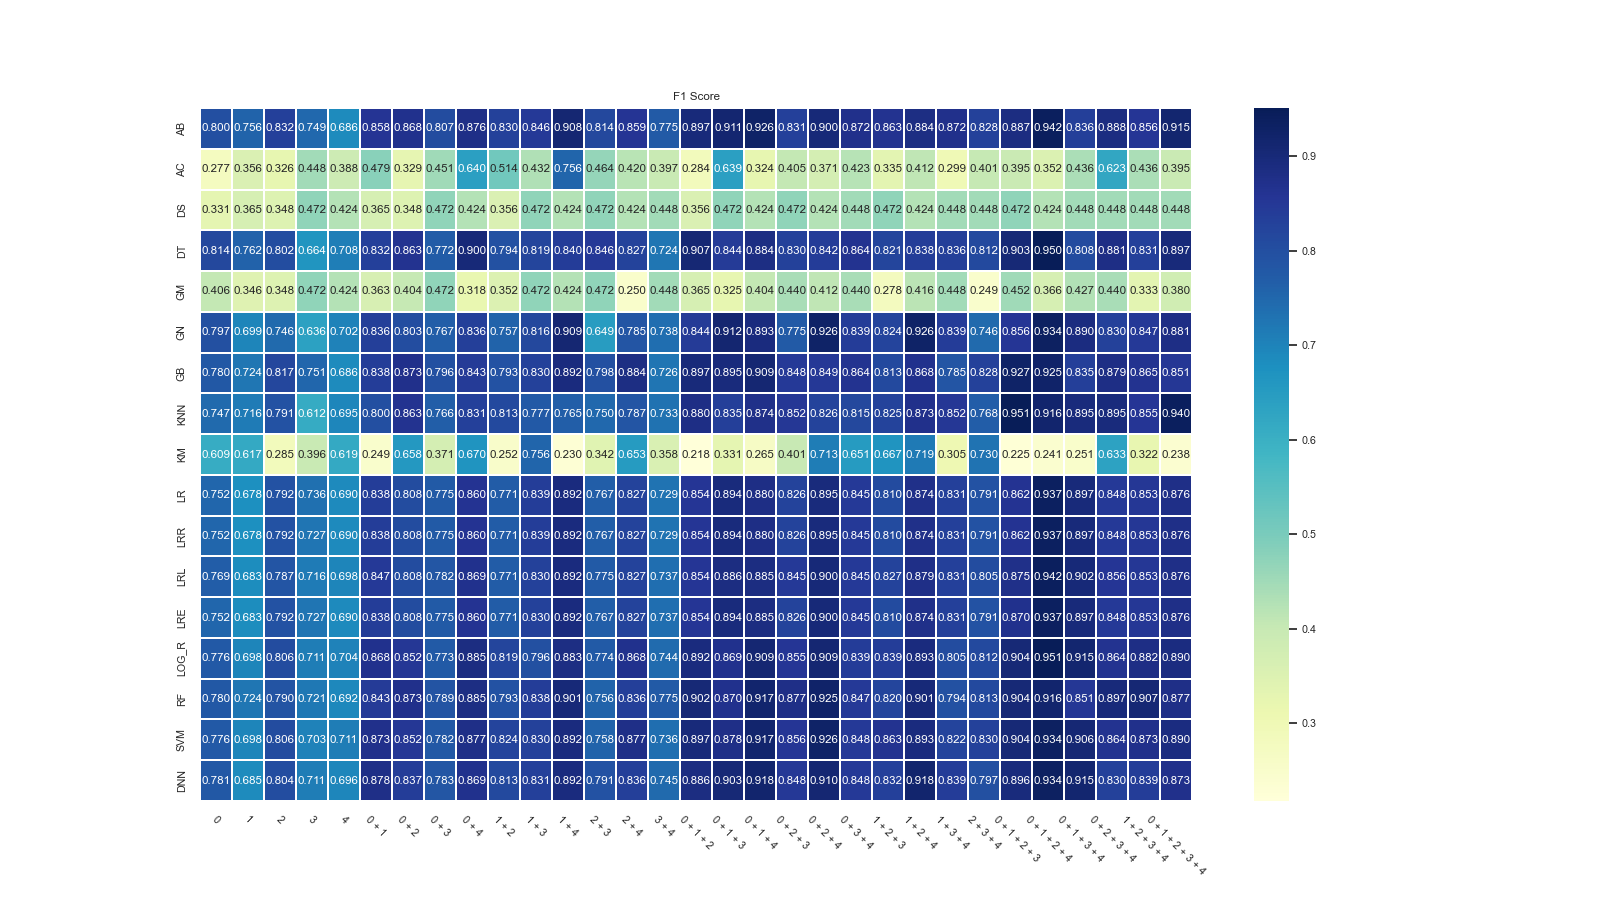 F1 Score
AB 0.800 0.756 0.832 0.749 0.686 0.858 0.868 0.807 0.876 0.830 0.846 0.908 0.814 0.859 0.775 0.897 0.911 0.926 0.831 0.900 0.872 0.863 0.884 0.872 0.828 0.887 0.942 0.836 0.888 0.856 0.915
AC 0.277 0.356 0.326 0.448 0.388 0.479 0.329 0.451 0.640 0.514 0.432 0.756 0.464 0.420 0.397 0.284 0.639 0.324 0.405 0.371 0.423 0.335 0.412 0.299 0.401 0.395 0.352 0.436 0.623 0.436 0.395
0.9
DS 0.331 0.365 0.348 0.472 0.424 0.365 0.348 0.472 0.424 0.356 0.472 0.424 0.472 0.424 0.448 0.356 0.472 0.424 0.472 0.424 0.448 0.472 0.424 0.448 0.448 0.472 0.424 0.448 0.448 0.448 0.448
DT 0.814 0.762 0.802 0.664 0.708 0.832 0.863 0.772 0.900 0.794 0.819 0.840 0.846 0.827 0.724 0.907 0.844 0.884 0.830 0.842 0.864 0.821 0.838 0.836 0.812 0.903 0.950 0.808 0.881 0.831 0.897
0.8
GM 0.406 0.346 0.348 0.472 0.424 0.363 0.404 0.472 0.318 0.352 0.472 0.424 0.472 0.250 0.448 0.365 0.325 0.404 0.440 0.412 0.440 0.278 0.416 0.448 0.249 0.452 0.366 0.427 0.440 0.333 0.380
GN 0.797 0.699 0.746 0.636 0.702 0.836 0.803 0.767 0.836 0.757 0.816 0.909 0.649 0.785 0.738 0.844 0.912 0.893 0.775 0.926 0.839 0.824 0.926 0.839 0.746 0.856 0.934 0.890 0.830 0.847 0.881
0.7
GB 0.780 0.724 0.817 0.751 0.686 0.838 0.873 0.796 0.843 0.793 0.830 0.892 0.798 0.884 0.726 0.897 0.895 0.909 0.848 0.849 0.864 0.813 0.868 0.785 0.828 0.927 0.925 0.835 0.879 0.865 0.851
KNN 0.747 0.716 0.791 0.612 0.695 0.800 0.863 0.766 0.831 0.813 0.777 0.765 0.750 0.787 0.733 0.880 0.835 0.874 0.852 0.826 0.815 0.825 0.873 0.852 0.768 0.951 0.916 0.895 0.895 0.855 0.940
0.6
KM 0.609 0.617 0.285 0.396 0.619 0.249 0.658 0.371 0.670 0.252 0.756 0.230 0.342 0.653 0.358 0.218 0.331 0.265 0.401 0.713 0.651 0.667 0.719 0.305 0.730 0.225 0.241 0.251 0.633 0.322 0.238
LR 0.752 0.678 0.792 0.736 0.690 0.838 0.808 0.775 0.860 0.771 0.839 0.892 0.767 0.827 0.729 0.854 0.894 0.880 0.826 0.895 0.845 0.810 0.874 0.831 0.791 0.862 0.937 0.897 0.848 0.853 0.876
LRR 0.752 0.678 0.792 0.727 0.690 0.838 0.808 0.775 0.860 0.771 0.839 0.892 0.767 0.827 0.729 0.854 0.894 0.880 0.826 0.895 0.845 0.810 0.874 0.831 0.791 0.862 0.937 0.897 0.848 0.853 0.876
0.5
LRL 0.769 0.683 0.787 0.716 0.698 0.847 0.808 0.782 0.869 0.771 0.830 0.892 0.775 0.827 0.737 0.854 0.886 0.885 0.845 0.900 0.845 0.827 0.879 0.831 0.805 0.875 0.942 0.902 0.856 0.853 0.876
LRE 0.752 0.683 0.792 0.727 0.690 0.838 0.808 0.775 0.860 0.771 0.830 0.892 0.767 0.827 0.737 0.854 0.894 0.885 0.826 0.900 0.845 0.810 0.874 0.831 0.791 0.870 0.937 0.897 0.848 0.853 0.876
0.4
LOG_R 0.776 0.698 0.806 0.711 0.704 0.868 0.852 0.773 0.885 0.819 0.796 0.883 0.774 0.868 0.744 0.892 0.869 0.909 0.855 0.909 0.839 0.839 0.893 0.805 0.812 0.904 0.951 0.915 0.864 0.882 0.890
RF 0.780 0.724 0.790 0.721 0.692 0.843 0.873 0.789 0.885 0.793 0.838 0.901 0.756 0.836 0.775 0.902 0.870 0.917 0.877 0.925 0.847 0.820 0.901 0.794 0.813 0.904 0.916 0.851 0.897 0.907 0.877
0.3
SVM 0.776 0.698 0.806 0.703 0.711 0.873 0.852 0.782 0.877 0.824 0.830 0.892 0.758 0.877 0.736 0.897 0.878 0.917 0.856 0.926 0.848 0.863 0.893 0.822 0.830 0.904 0.934 0.906 0.864 0.873 0.890
DNN 0.781 0.685 0.804 0.711 0.696 0.878 0.837 0.783 0.869 0.813 0.831 0.892 0.791 0.836 0.745 0.886 0.903 0.918 0.848 0.910 0.848 0.832 0.918 0.839 0.797 0.896 0.934 0.915 0.830 0.839 0.873
0
1
2
3
4
0 + 1
0 + 2
0 + 3
0 + 4
1 + 2
1 + 3
1 + 4
2 + 3
2 + 4
3 + 4
0 + 1 + 2
0 + 1 + 3
0 + 1 + 4
0 + 2 + 3
0 + 2 + 4
0 + 3 + 4
1 + 2 + 3
1 + 2 + 4
1 + 3 + 4
2 + 3 + 4
0 + 1 + 2 + 3
0 + 1 + 2 + 4
0 + 1 + 3 + 4
0 + 2 + 3 + 4
1 + 2 + 3 + 4
0 + 1 + 2 + 3 + 4